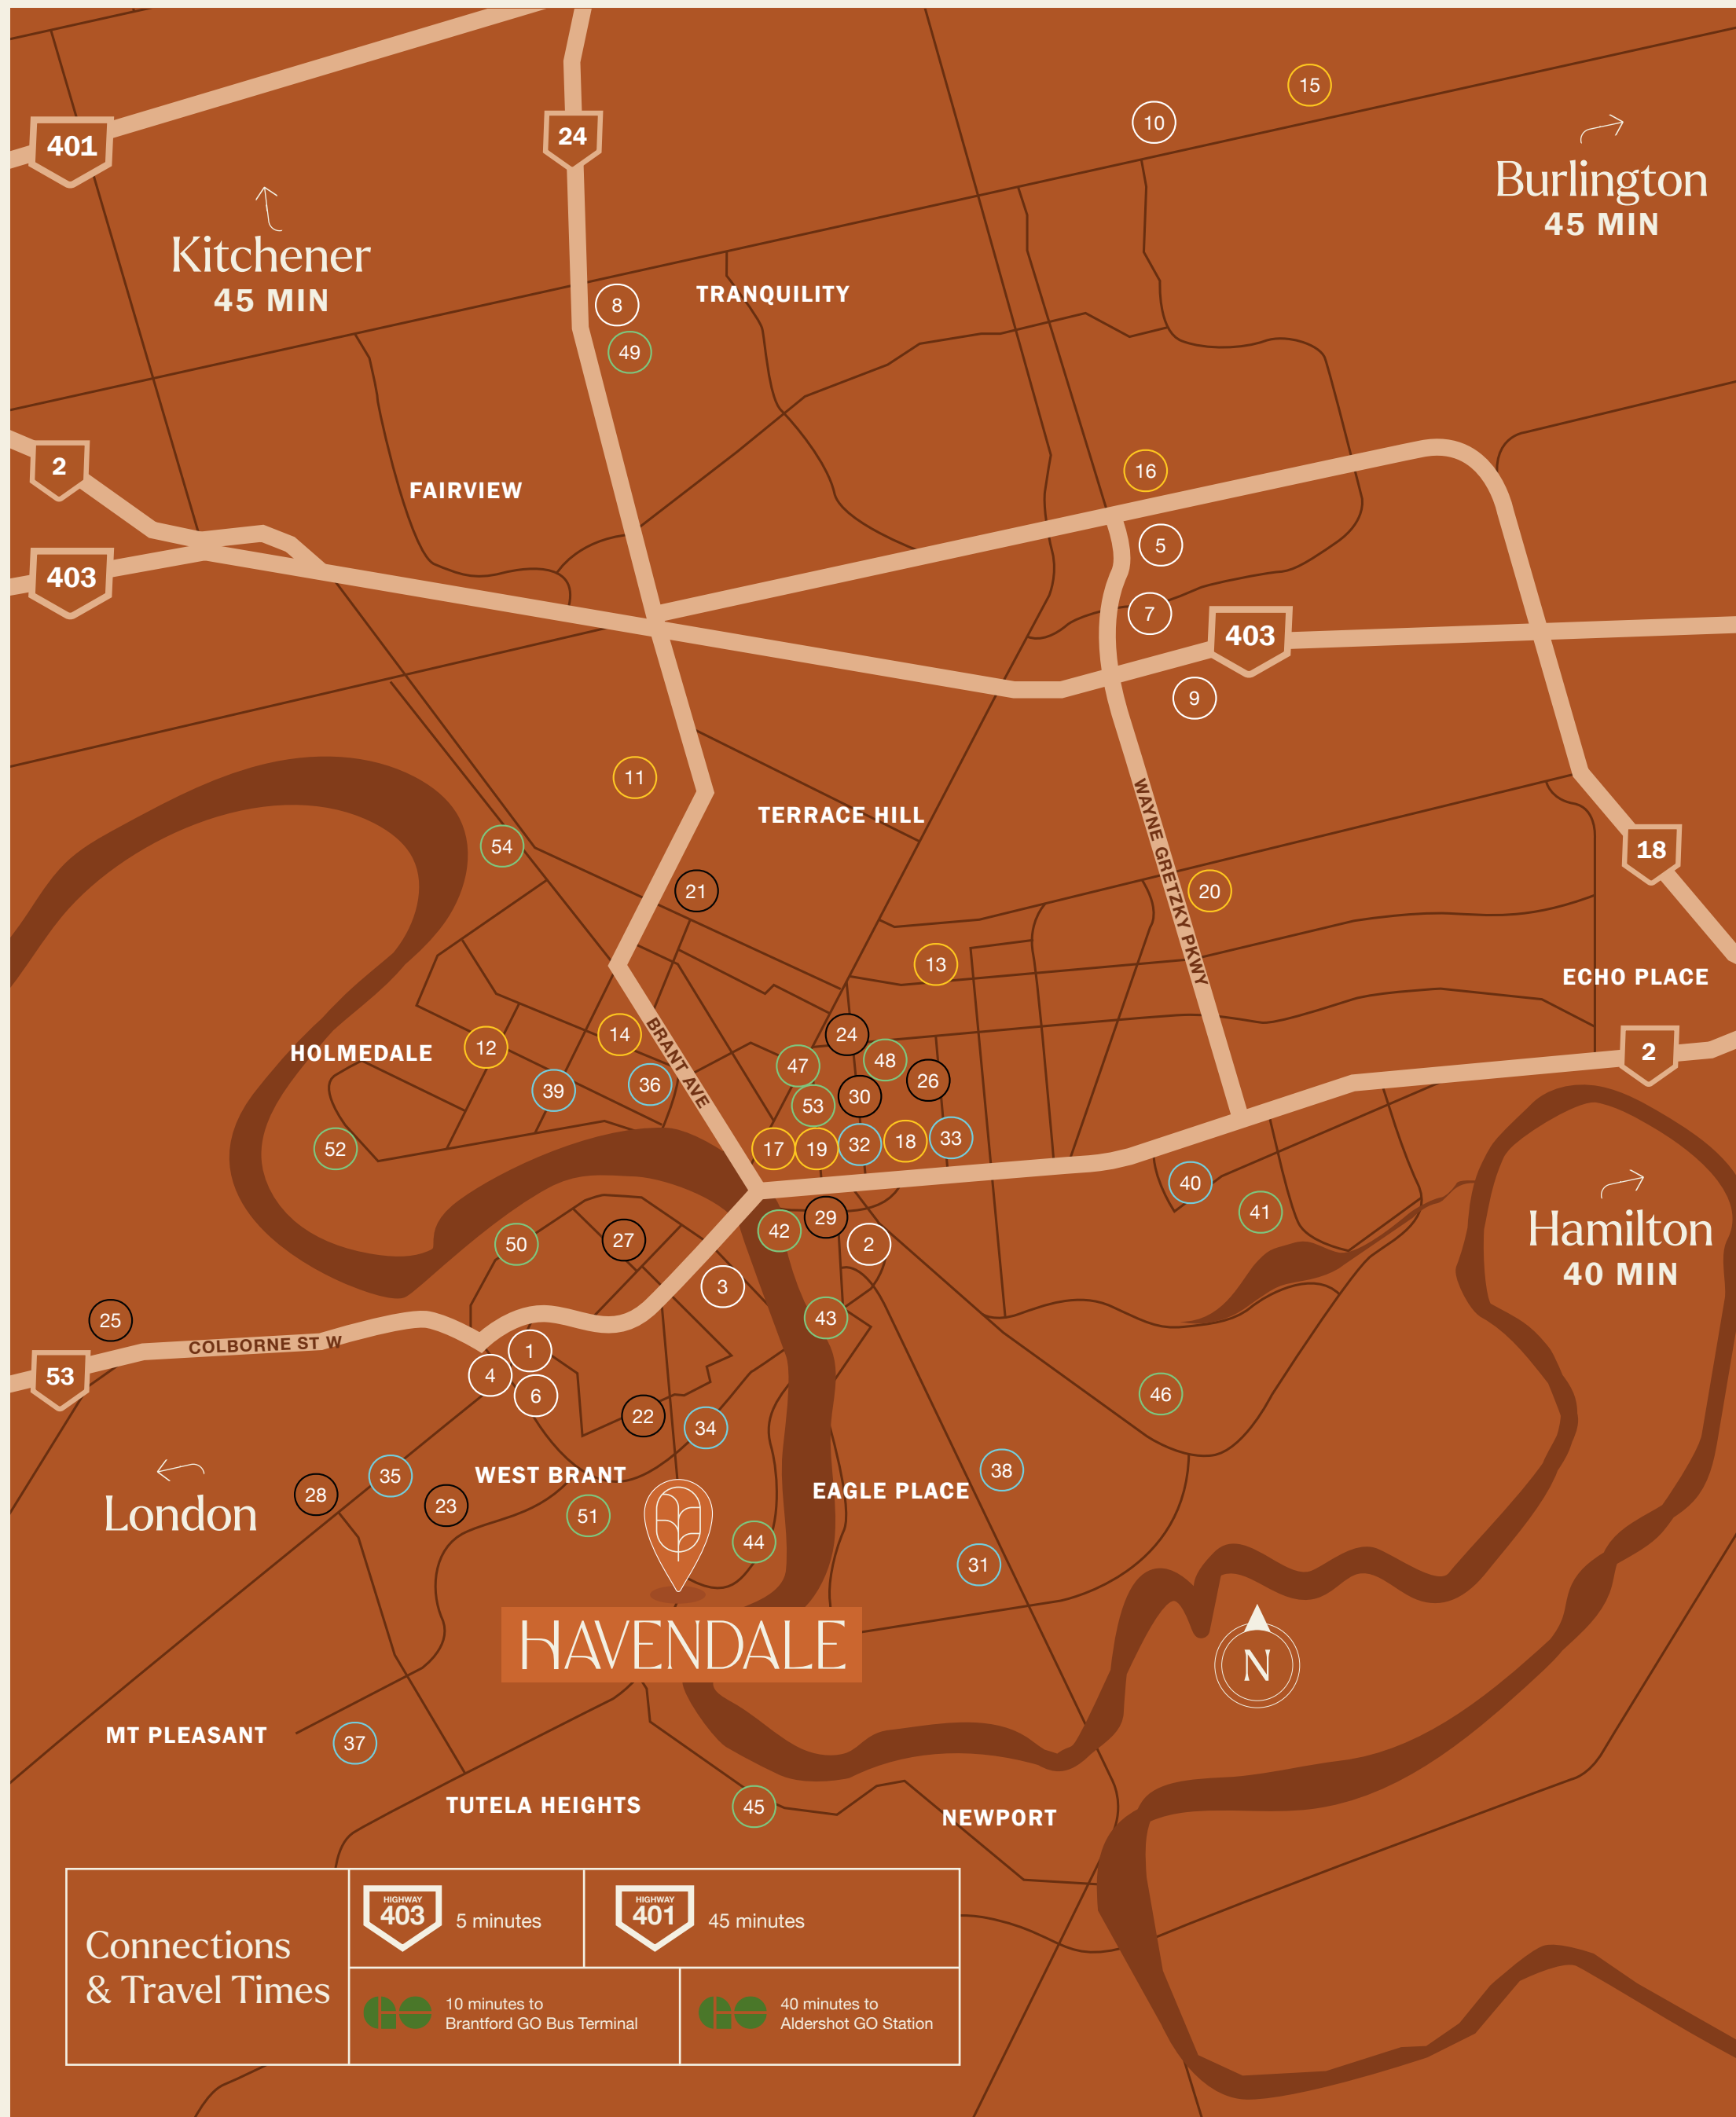 15
10
401
24
Burlington
45 MIN
Kitchener
45 MIN
TRANQUILITY
8
49
2
16
FAIRVIEW
5
403
7
403
9
11
TERRACE HILL
WAYNE GRETZKY PKWY
54
18
21
20
13
ECHO PLACE
BRANT AVE
14
24
12
HOLMEDALE
47
48
2
36
39
26
30
53
52
17
19
32
18
33
40
41
29
42
27
50
2
Hamilton
40 MIN
3
25
43
COLBORNE ST W
1
4
53
6
46
22
34
38
35
WEST BRANT
28
23
EAGLE PLACE
London
51
44
31
HAVENDALE
N
MT PLEASANT
37
TUTELA HEIGHTS
45
NEWPORT
Connections
& Travel Times
HIGHWAY
403
5 minutes
HIGHWAY
401
45 minutes
GO
10 minutes to
Brantford GO Bus Terminal
GO
40 minutes to
Aldershot GO Station